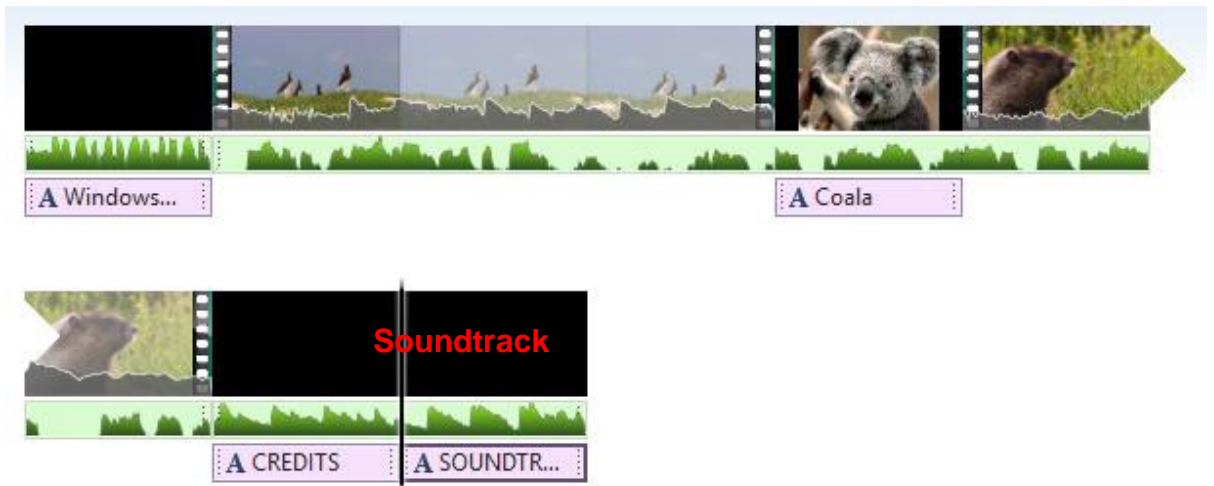 A Windows...
A Coala
Soundtrack
A CREDITS
A SOUNDTR...